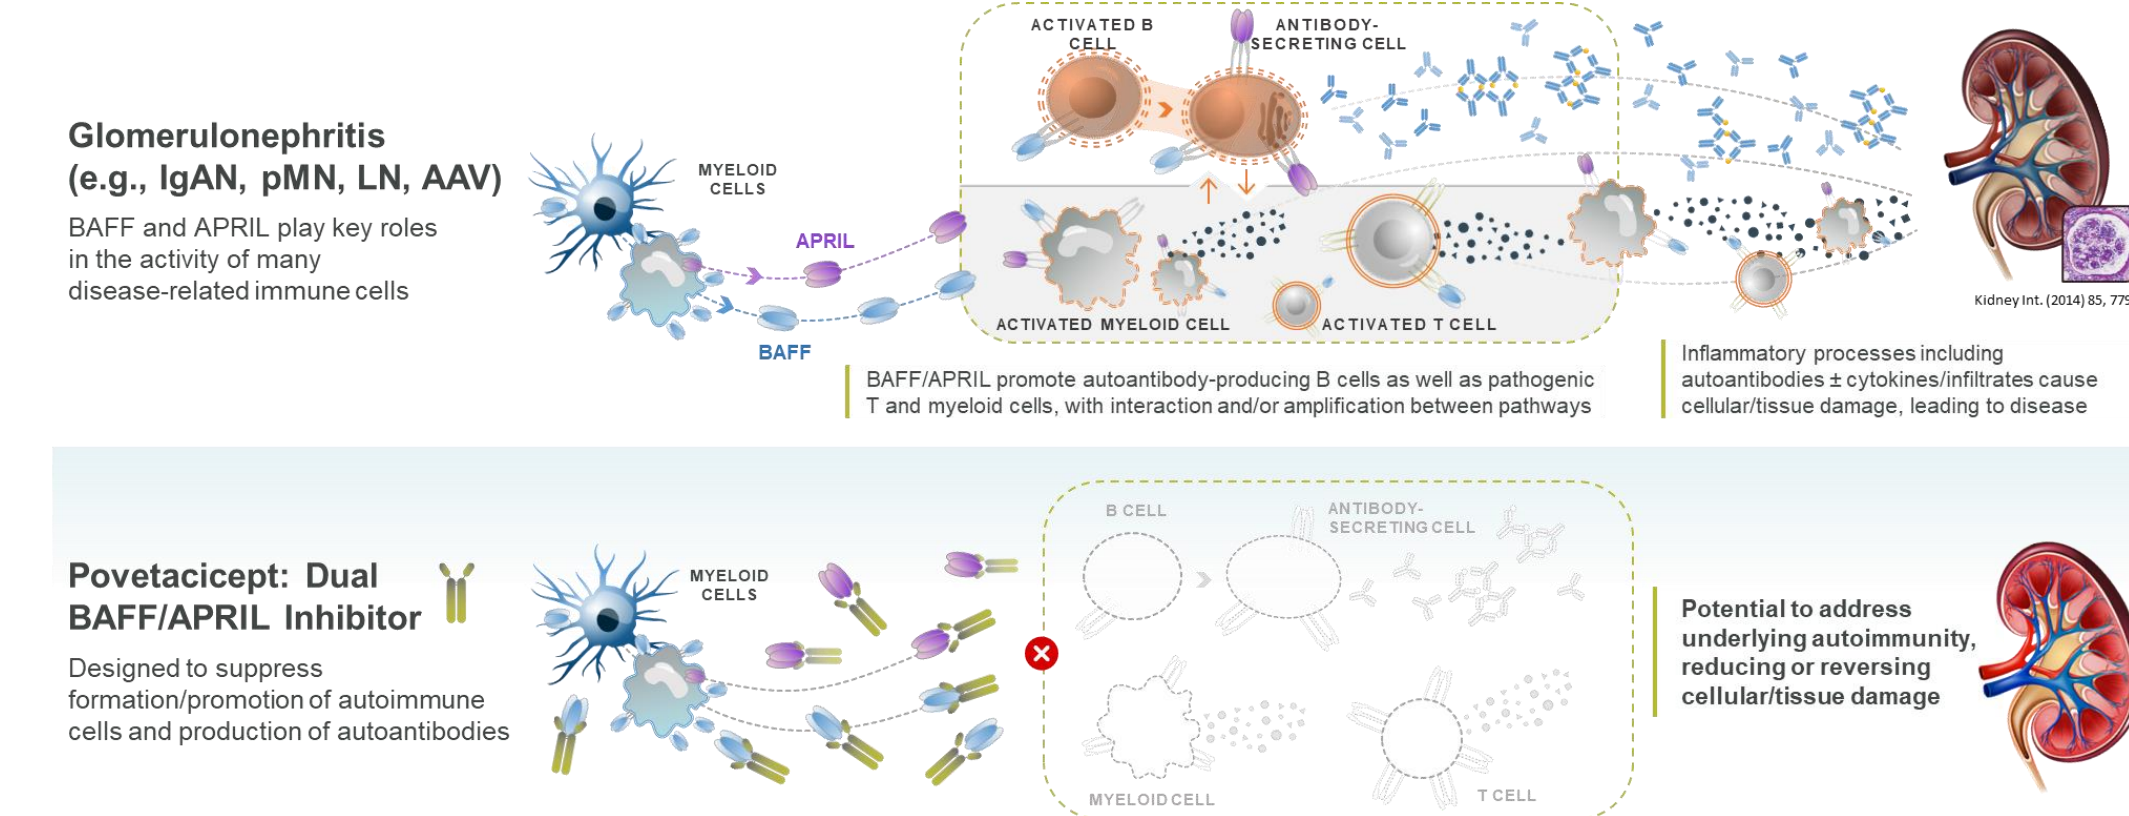 Glomerulonephritis
(e.g., IgAN, pMN, LN, AAV)
BAFF and APRIL play key roles
in the activity of many
disease-related immune cells
MYELOID
CELLS
APRIL
BAFF
ACTIVATED B
CELL
ANTIBODY-
SECRETING CELL
ACTIVATED MYELOID CELL
ACTIVATED T CELL
BAFF/APRIL promote autoantibody-producing B cells as well as pathogenic
T and myeloid cells, with interaction and/or amplification between pathways
Kidney Int. (2014) 85, 779
Inflammatory processes including
autoantibodies ± cytokines/infiltrates cause
cellular/tissue damage, leading to disease
Povetacicept: Dual
BAFF/APRIL Inhibitor
Designed to suppress
formation/promotion of autoimmune
cells and production of autoantibodies
MYELOID
CELLS
B CELL
ANTIBODY-
SECRETING CELL
MYELOID CELL
T CELL
Potential to address
underlying autoimmunity,
reducing or reversing
cellular/tissue damage